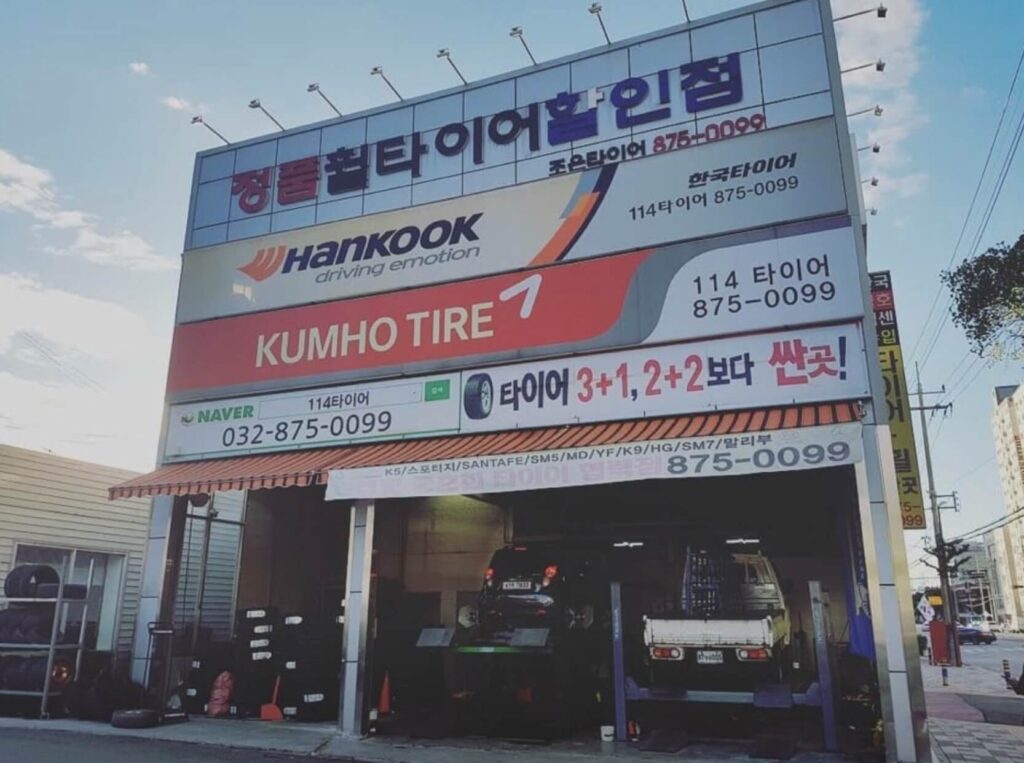 정품휠타이어할인점
조은타이어 875-0099
HANKOOK
driving emotion
한국타이어
114타이어 875-0099
KUMHO TIRE
114 타이어
875-0099
NAVER 114타이어 검색
032-875-0099
타이어 3+1, 2+2보다 싼곳!
K5/스포티지/SANTAFE/SM5/MD/YF/K9/HG/SM7/말리부
875-0099